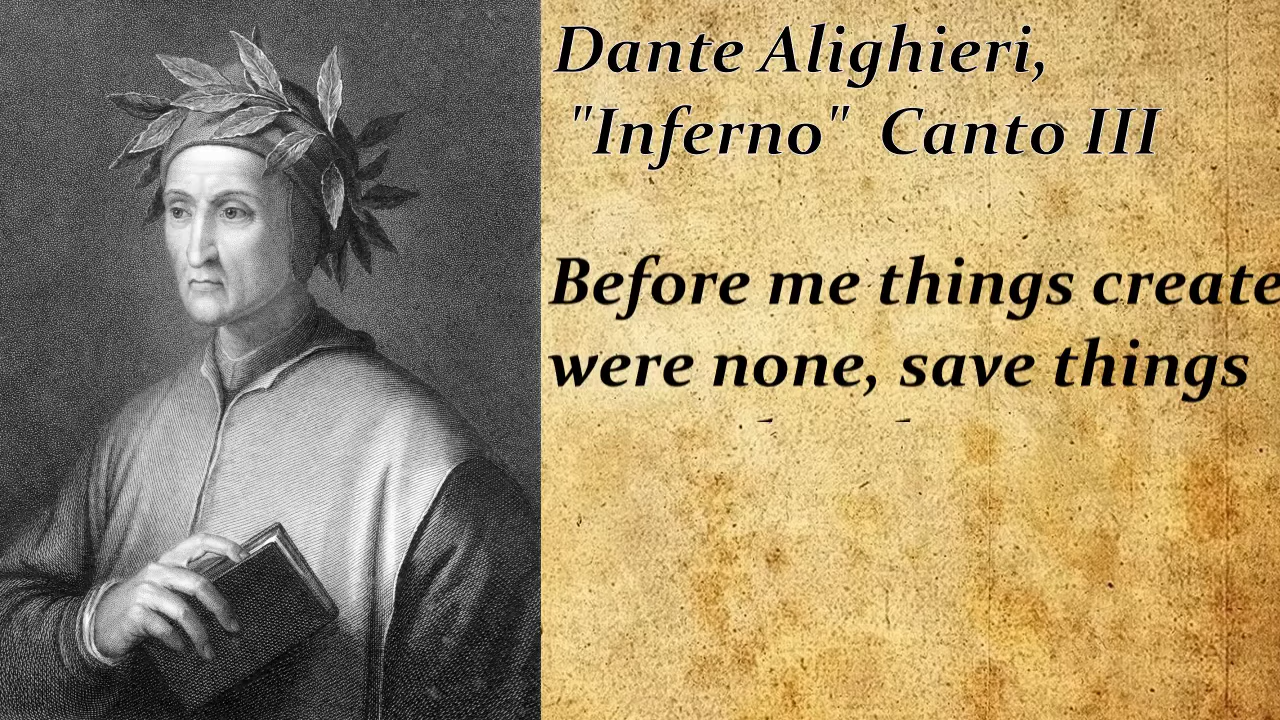 Dante Alighieri,
"Inferno" Canto III
Before me things create
were none, save things